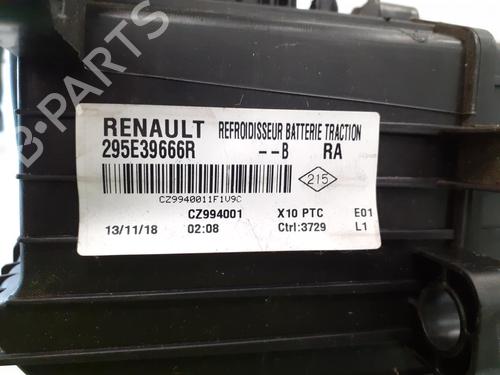 RENAULT REFROIDISSEUR BATTERIE TRACTION
295E39666R --B RA
215
CZ9940011F1V9C
CZ994001 X10 PTC E01
13/11/18 02:08 Ctrl:3729 L1
B-PARTS